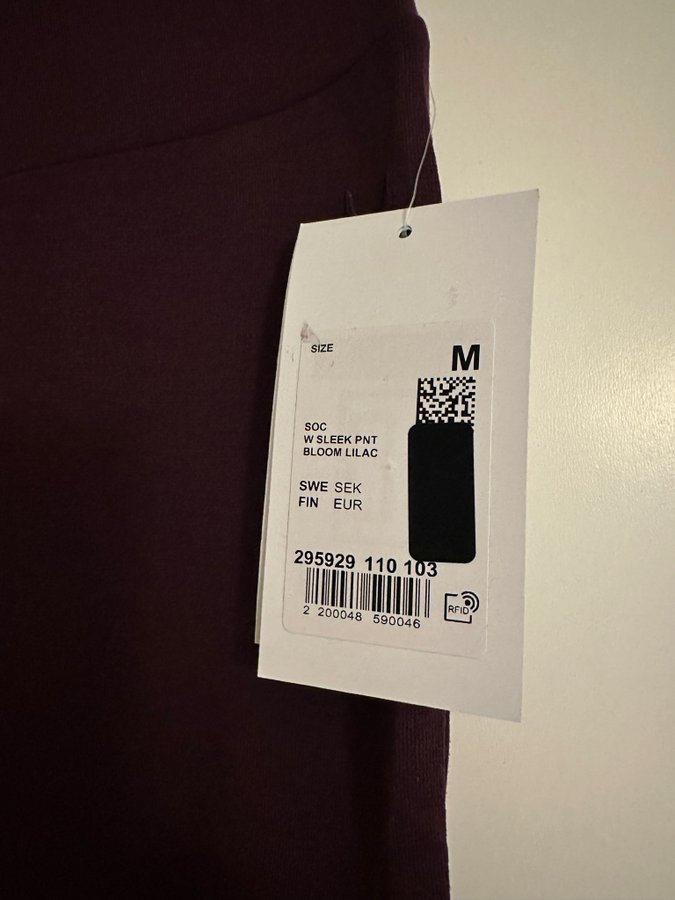 SIZE
M
SOC
W SLEEK PNT
BLOOM LILAC
SWE SEK
FIN EUR
295929 110 103
2 200048 590046
RFID